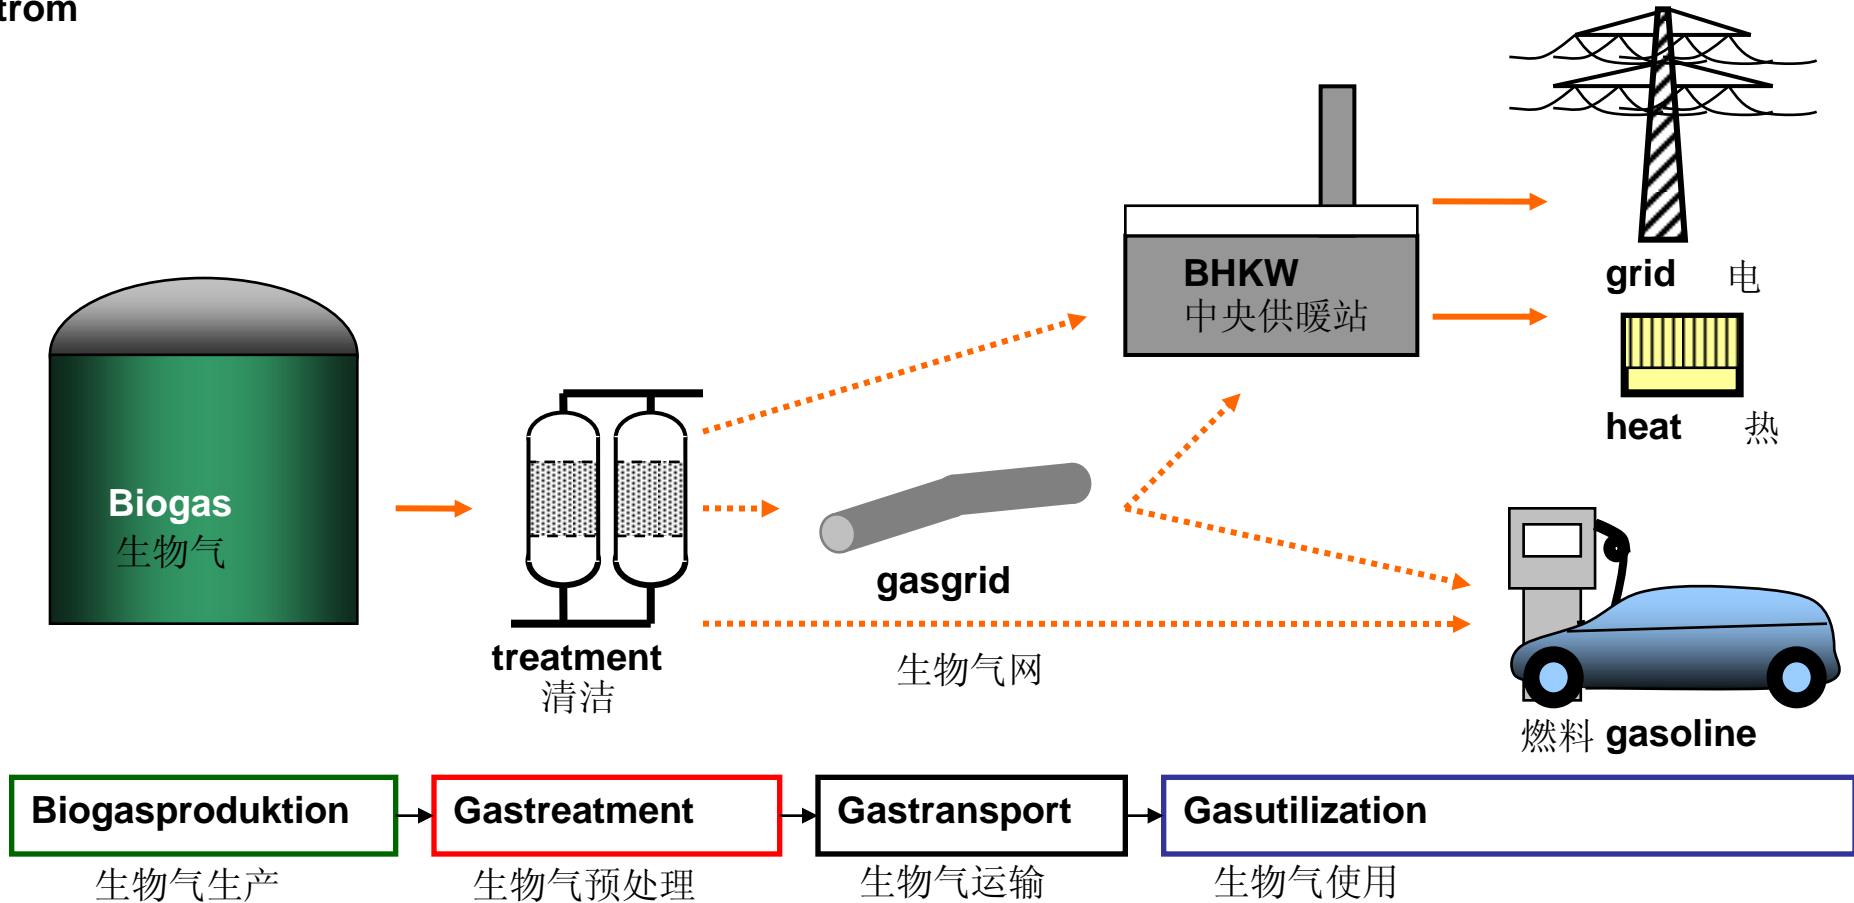 trom
grid 电
BHKW
中央供暖站
heat 热
Biogas
生物气
gasgrid
treatment
清洁
生物气网
燃料 gasoline
Biogasproduktion
Gastreatment
Gastransport
Gasutilization
生物气生产
生物气预处理
生物气运输
生物气使用